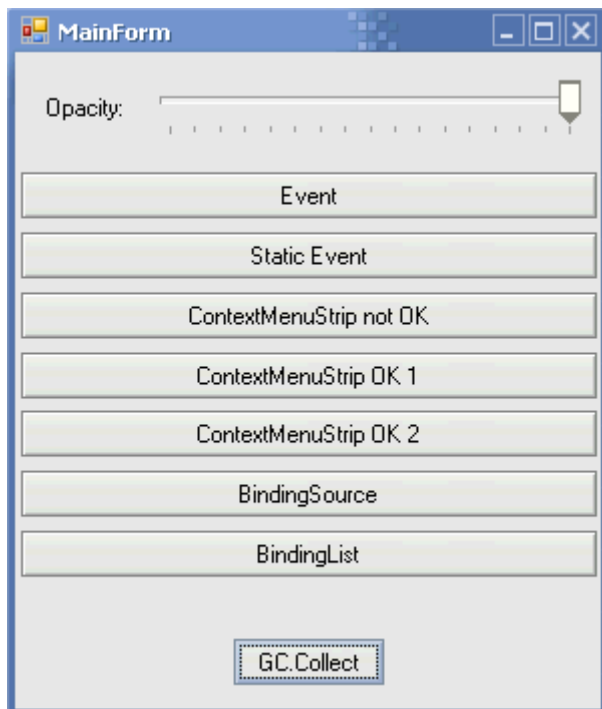 MainForm
Opacity:
Event
Static Event
ContextMenuStrip not OK
ContextMenuStrip OK 1
ContextMenuStrip OK 2
BindingSource
BindingList
GC.Collect